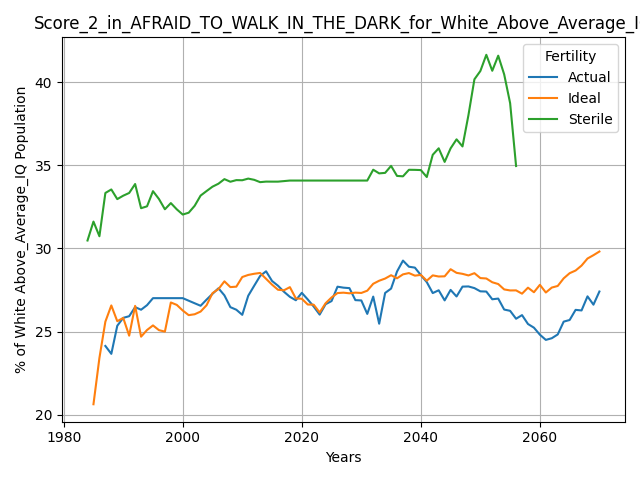 Score_2_in_AFRAID_TO_WALK_IN_THE_DARK_for_White_Above_Average_I
Fertility
Actual
Ideal
Sterile
% of White Above_Average_IQ Population
40
35
30
25
20
1980
2000
2020
2040
2060
Years